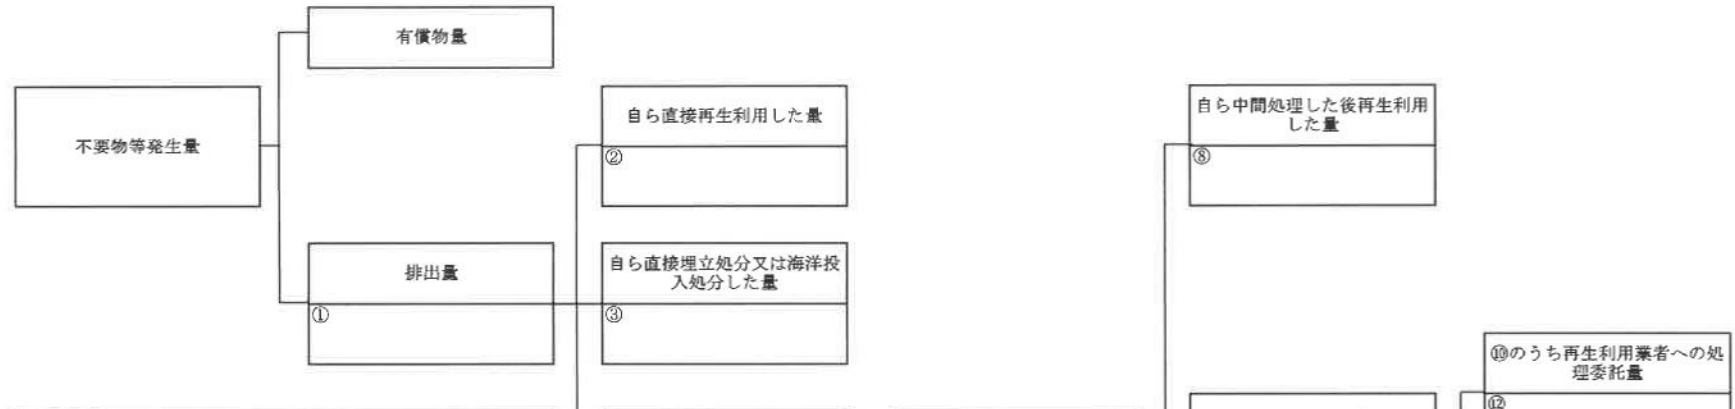 有償物量
不要物等発生量
自ら直接再生利用した量
②
自ら中間処理した後再生利用
した量
⑧
排出量
①
自ら直接埋立処分又は海洋投
入処分した量
③
⑩のうち再生利用業者への処
理委託量
⑫